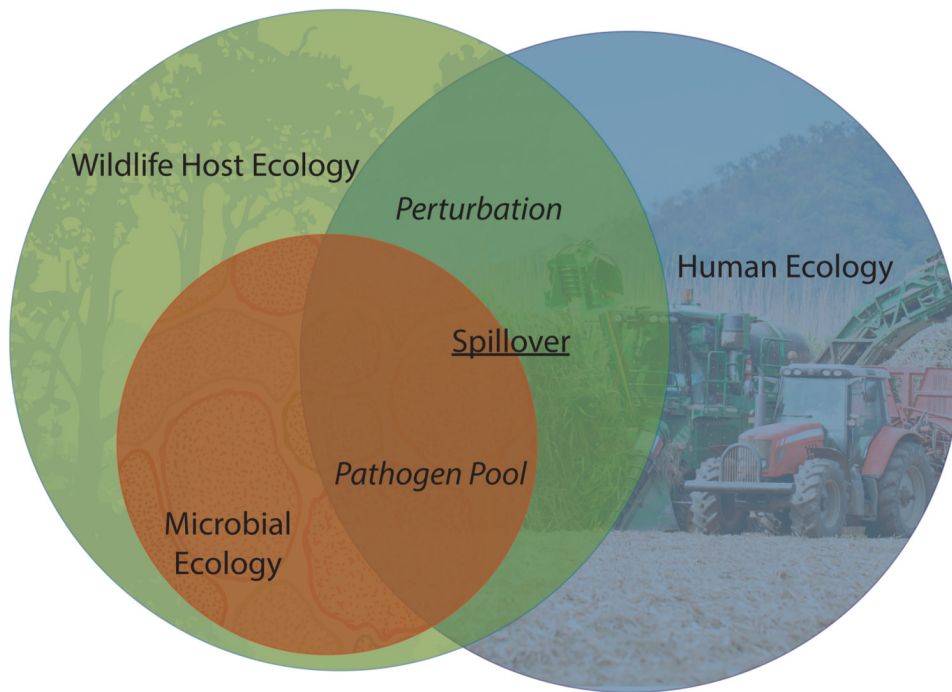 Wildlife Host Ecology
Perturbation
Human Ecology
Spillover
Pathogen Pool
Microbial
Ecology